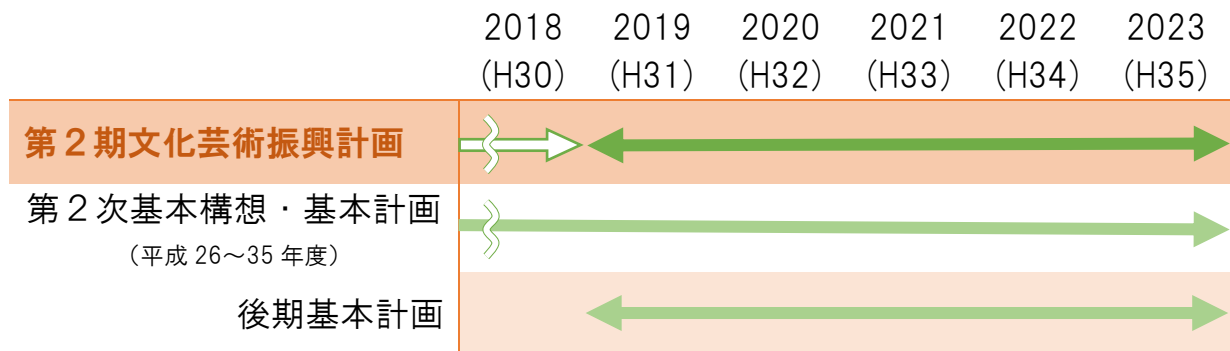 2018 2019 2020 2021 2022 2023
(H30) (H31) (H32) (H33) (H34) (H35)
第２期文化芸術振興計画
第２次基本構想・基本計画
（平成 26～35 年度）
後期基本計画